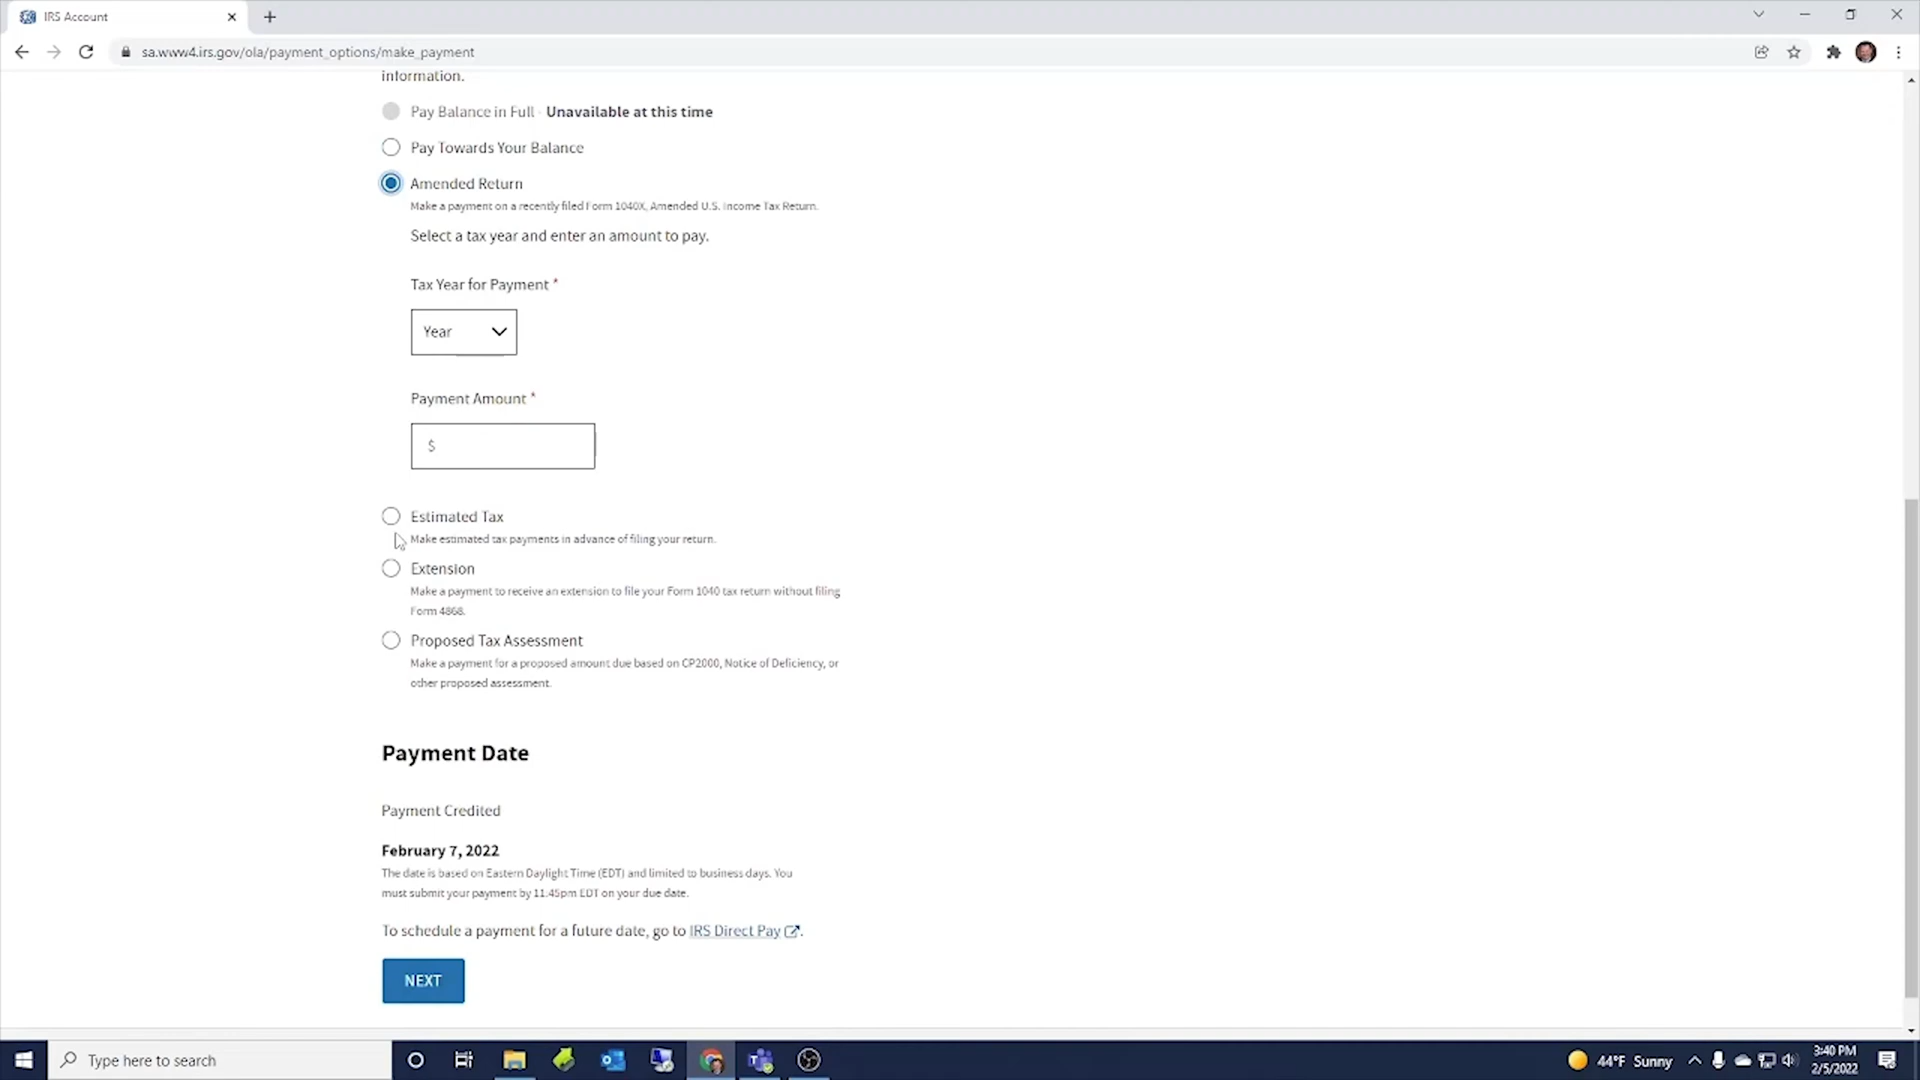 IRS Account
sa.www4.irs.gov/ola/payment_options/make_payment
information.
Pay Balance in Full - Unavailable at this time
Pay Towards Your Balance
Amended Return
Make a payment on a recently filed Form 1040X, Amended U.S. Income Tax Return.
Select a tax year and enter an amount to pay.
Tax Year for Payment *
Year
Payment Amount *
$
Estimated Tax
Make estimated tax payments in advance of filing your return.
Extension
Make a payment to receive an extension to file your Form 1040 tax return without filing
Form 4868.
Proposed Tax Assessment
Make a payment for a proposed amount due based on CP2000, Notice of Deficiency, or
other proposed assessment.
Payment Date
Payment Credited
February 7, 2022
The date is based on Eastern Daylight Time (EDT) and limited to business days. You
must submit your payment by 11:45pm EDT on your due date.
To schedule a payment for a future date, go to IRS Direct Pay.
NEXT
Type here to search
44°F Sunny
3:40 PM
2/5/2022